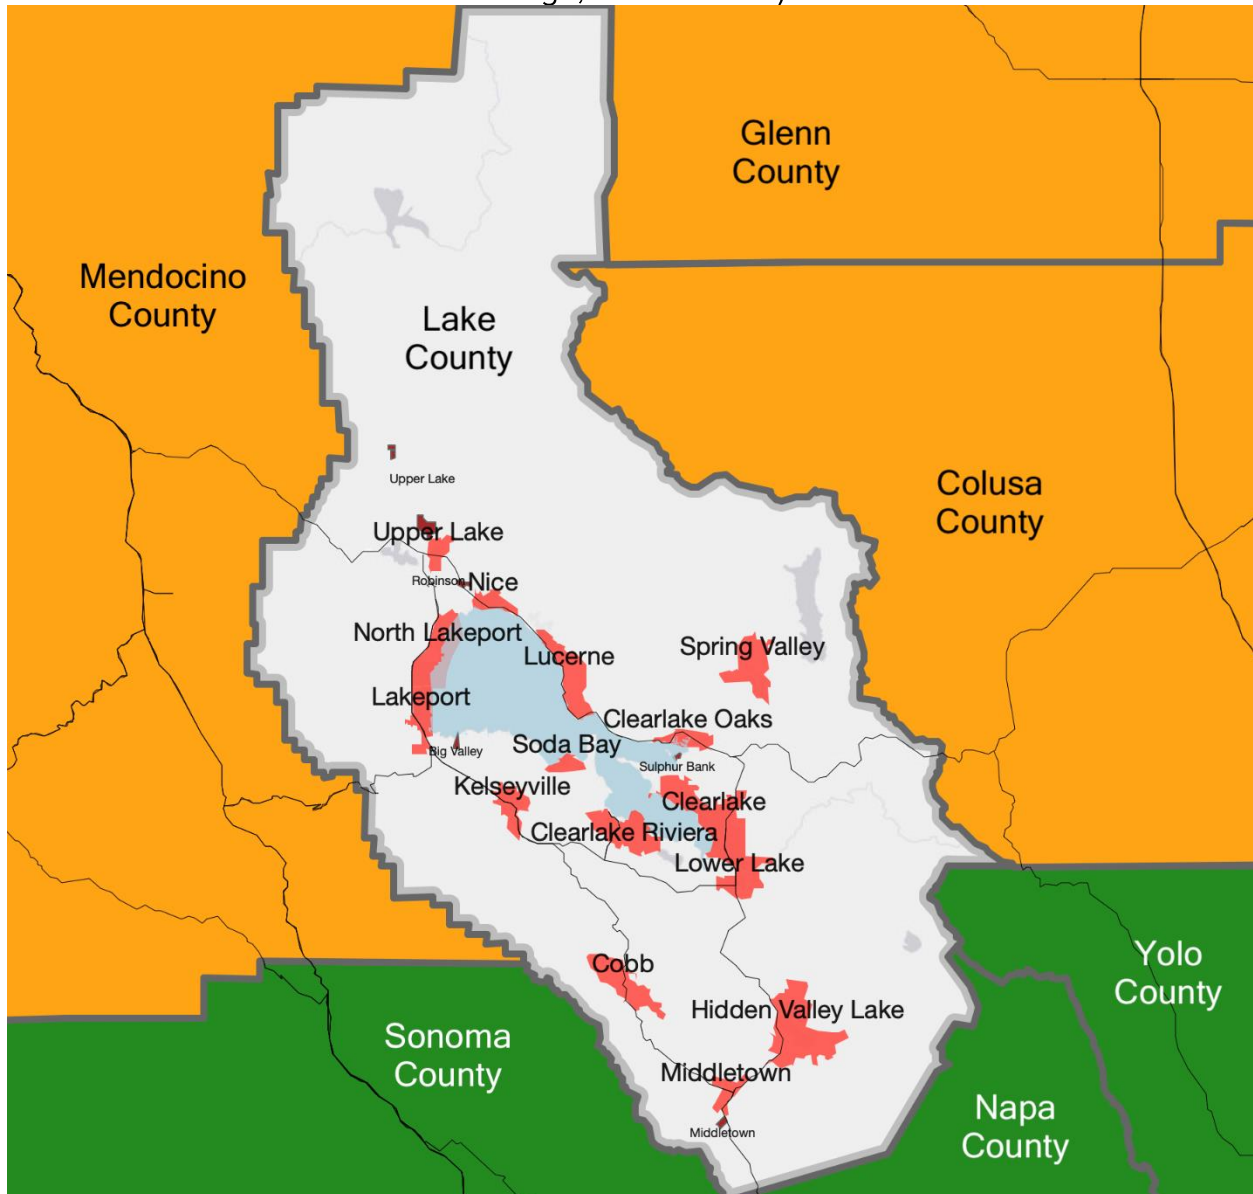 Glenn
County
Mendocino
County
Lake
County
Colusa
County
Upper Lake
Upper Lake
Robinson
Nice
North Lakeport
Lucerne
Spring Valley
Lakeport
Clearlake Oaks
Soda Bay
Big Valley
Sulphur Bank
Kelseyville
Clearlake
Clearlake Riviera
Lower Lake
Cobb
Yolo
County
Hidden Valley Lake
Sonoma
County
Middletown
Napa
County
Middletown